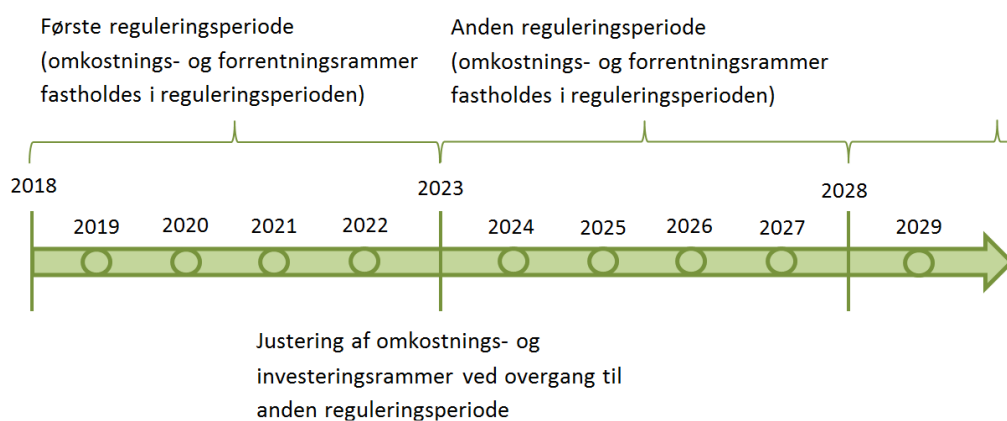 Første reguleringsperiode
(omkostnings- og forrentningsrammer
fastholdes i reguleringsperioden)
Anden reguleringsperiode
(omkostnings- og forrentningsrammer
fastholdes i reguleringsperioden)
2018
2023
2028
2019
2020
2021
2022
2024
2025
2026
2027
2029
Justering af omkostnings- og
investeringsrammer ved overgang til
anden reguleringsperiode